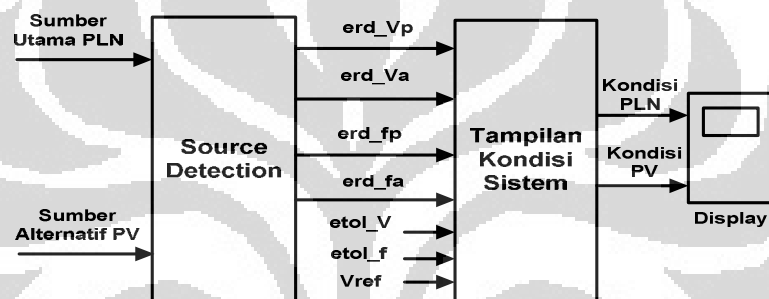 Sumber
Utama PLN
Sumber
Alternatif PV
Source
Detection
erd_Vp
erd_Va
erd_fp
erd_fa
etol_V
etol_f
Vref
Tampilan
Kondisi
Sistem
Kondisi
PLN
Kondisi
PV
Display